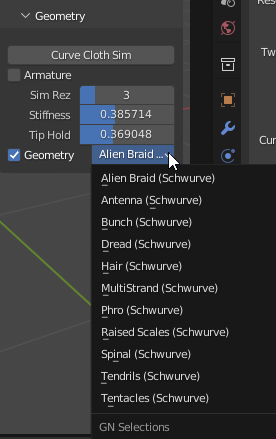 Geometry
Curve Cloth Sim
Armature
Sim Rez 3
Stiffness 0.385714
Tip Hold 0.369048
Geometry Alien Braid ...
Tw
Cur
Alien Braid (Schwurve)
Antenna (Schwurve)
Bunch (Schwurve)
Dread (Schwurve)
Hair (Schwurve)
MultiStrand (Schwurve)
Phro (Schwurve)
Raised Scales (Schwurve)
Spinal (Schwurve)
Tendrils (Schwurve)
Tentacles (Schwurve)
GN Selections